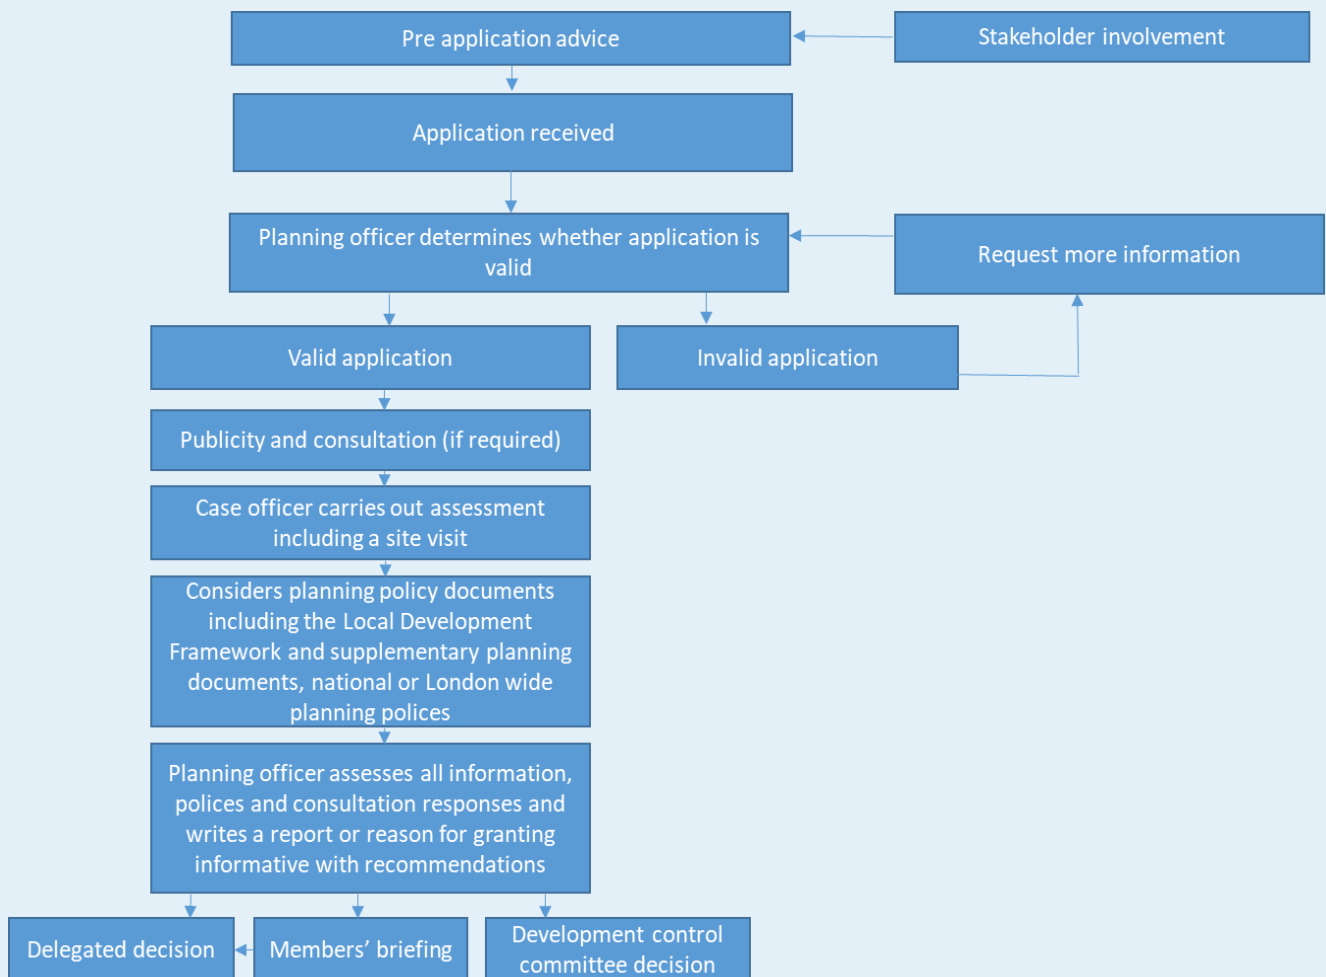 Pre application advice
Stakeholder involvement
Application received
Planning officer determines whether application is
valid
Request more information
Valid application
Invalid application
Publicity and consultation (if required)
Case officer carries out assessment
including a site visit
Considers planning policy documents
including the Local Development
Framework and supplementary planning
documents, national or London wide
planning polices
Planning officer assesses all information,
polices and consultation responses and
writes a report or reason for granting
informative with recommendations
Delegated decision
Members’ briefing
Development control
committee decision